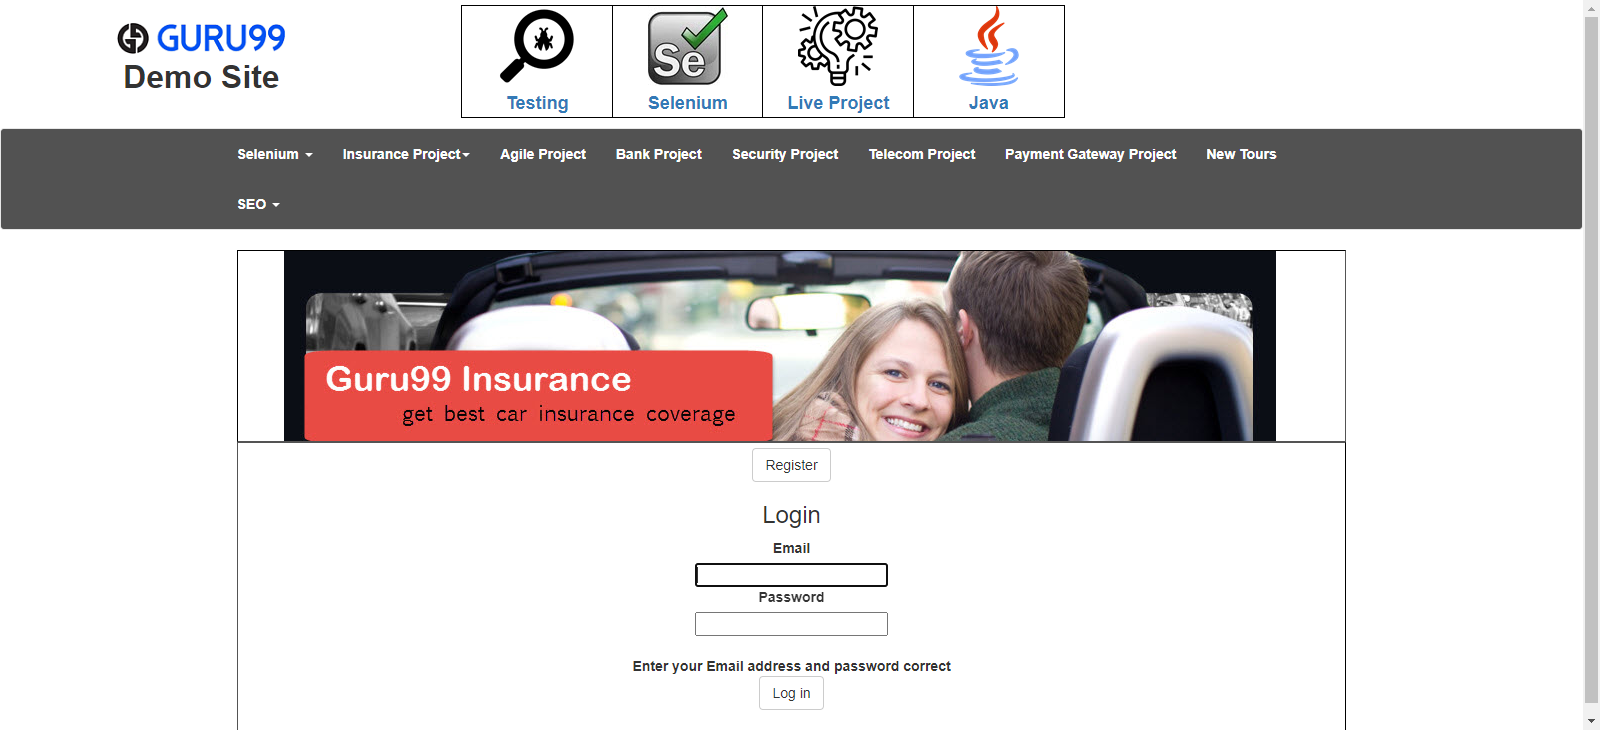 GURU99
Demo Site
Testing
Se
Selenium
Live Project
Java
Selenium
Insurance Project
Agile Project
Bank Project
Security Project
Telecom Project
Payment Gateway Project
New Tours
SEO
Guru99 Insurance
get best car insurance coverage
Register
Login
Email
Password
Enter your Email address and password correct
Log in